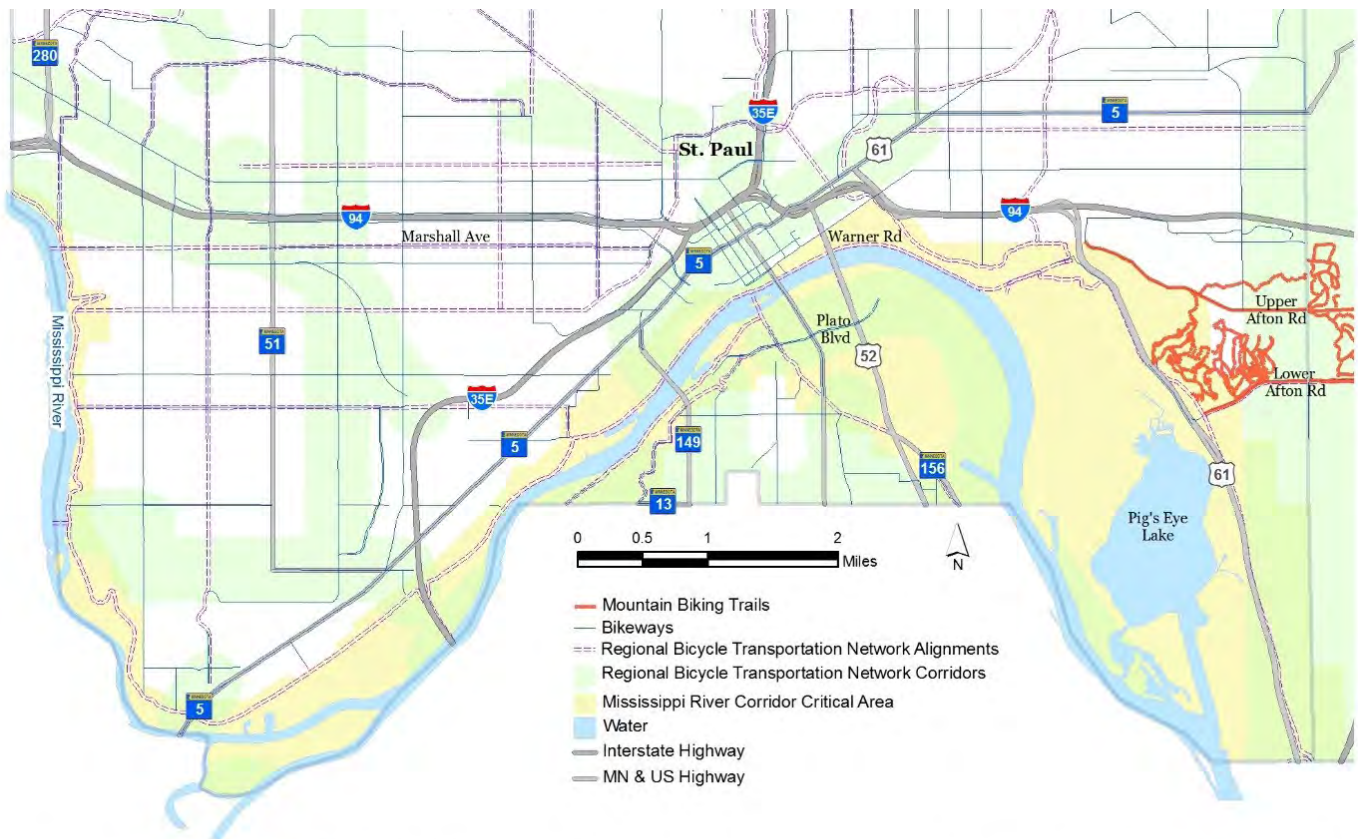 280
35E
5
St. Paul
61
94
94
Marshall Ave
Warner Rd
5
Mississippi River
Upper
Afton Rd
Plato
Blvd
51
52
Lower
Afton Rd
35E
5
149
156
61
13
Pig's Eye
Lake
0 0.5 1 2
Miles
N
Mountain Biking Trails
Bikeways
Regional Bicycle Transportation Network Alignments
Regional Bicycle Transportation Network Corridors
Mississippi River Corridor Critical Area
5
Water
Interstate Highway
MN & US Highway